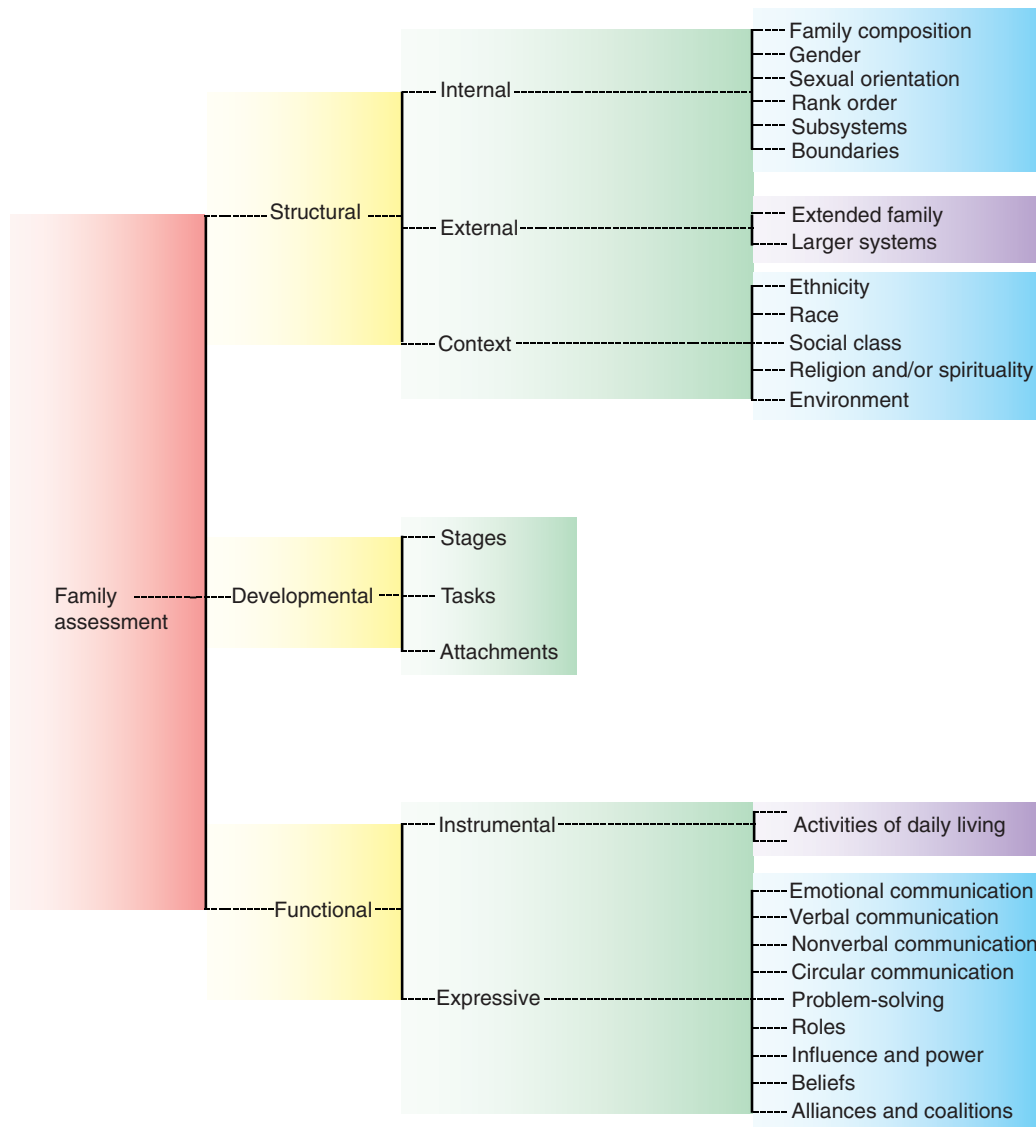 Family composition
Gender
Sexual orientation
Internal
Rank order
Subsystems
Boundaries
Structural
Extended family
External
Larger systems
Ethnicity
Race
Context
Social class
Religion and/or spirituality
Environment
Stages
Family
assessment
Developmental
Tasks
Attachments
Instrumental
Activities of daily living
Functional
Emotional communication
Verbal communication
Nonverbal communication
Circular communication
Expressive
Problem-solving
Roles
Influence and power
Beliefs
Alliances and coalitions